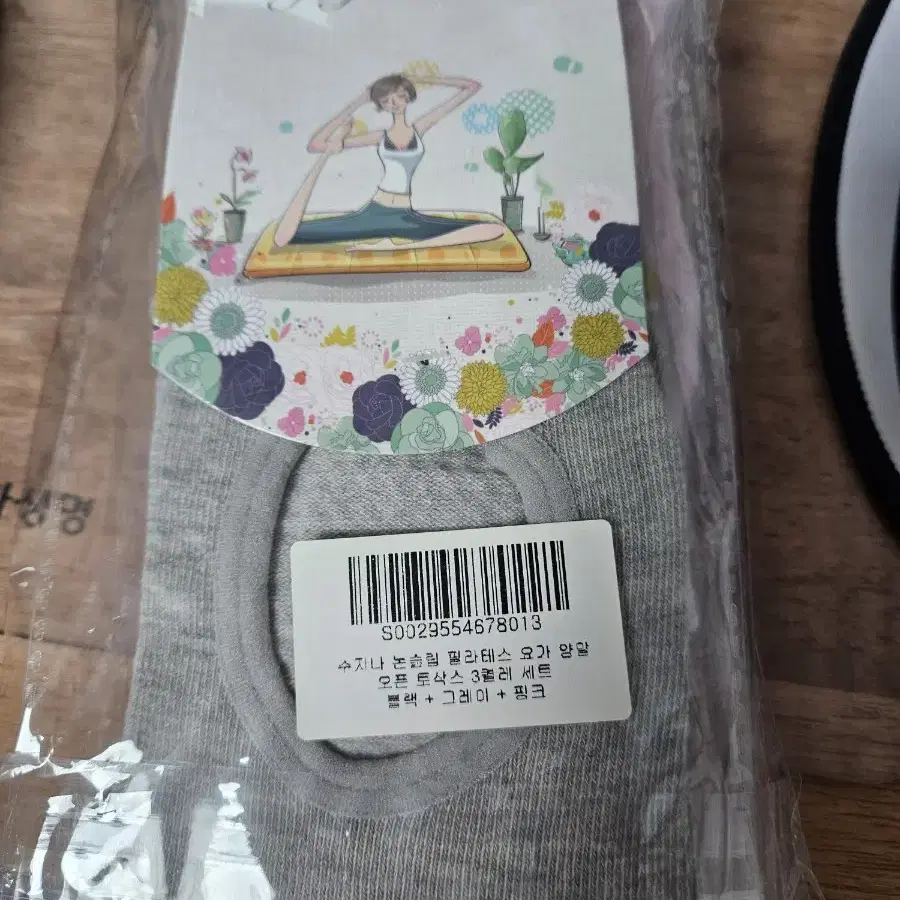 S0029554678013
수지나 논슬립 필라테스 요가 양말
오픈 토삭스 3켤레 세트
블랙 + 그레이 + 핑크